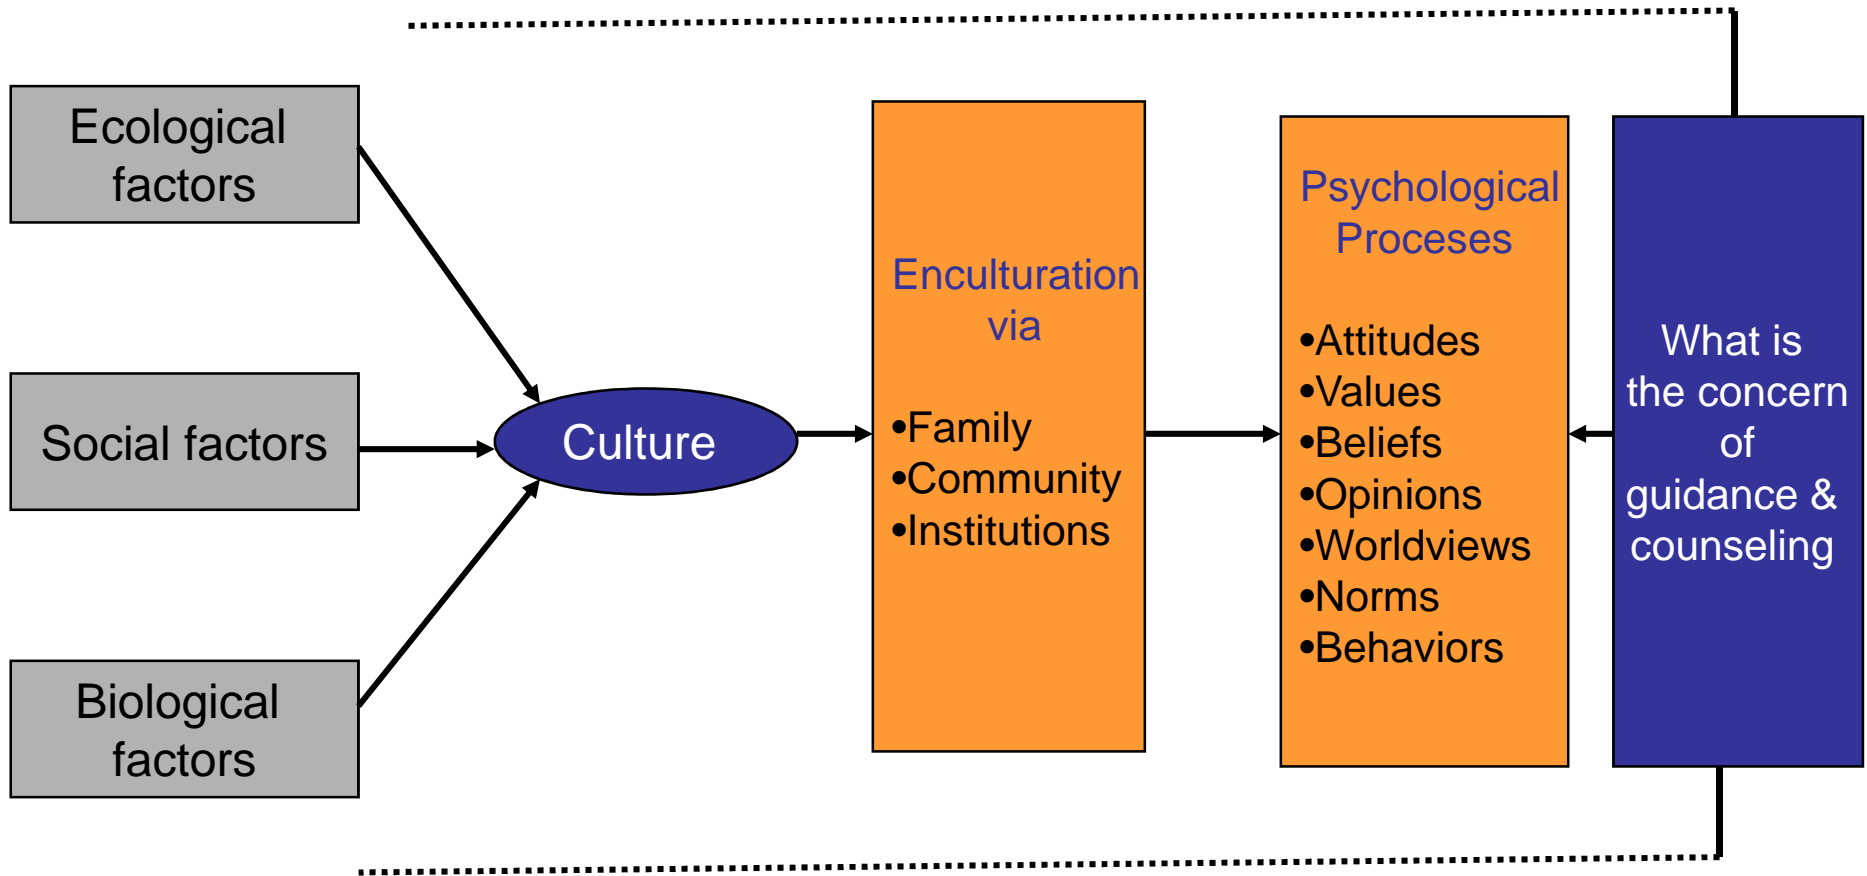 Ecological
factors
Social factors
Biological
factors
Culture
Enculturation
via
•Family
•Community
•Institutions
Psychological
Proceses
•Attitudes
•Values
•Beliefs
•Opinions
•Worldviews
•Norms
•Behaviors
What is
the concern
of
guidance &
counseling